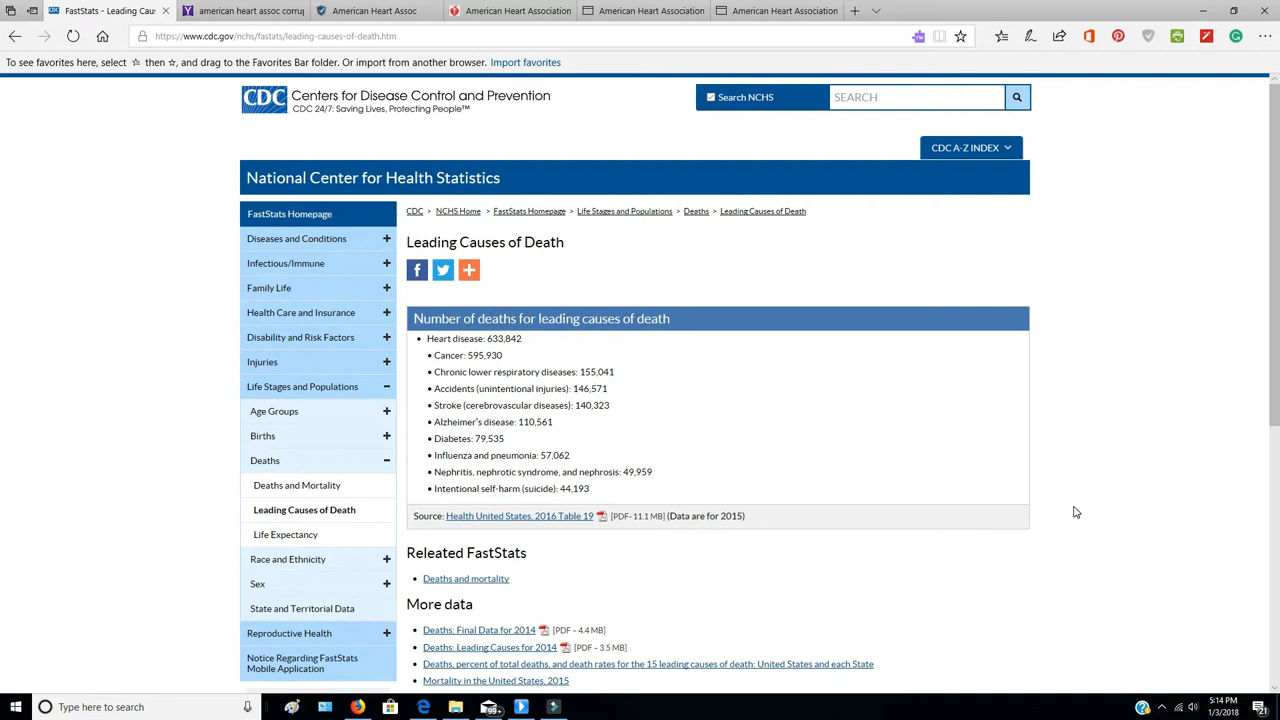 FastStats - Leading Caus
american heart assoc corrup
American Heart Assoc
American Heart Association
American Heart Association
American Heart Association
https://www.cdc.gov/nchs/fastats/leading-causes-of-death.htm
To see favorites here, select ☆ then ☆, and drag to the Favorites Bar folder. Or import from another browser. Import favorites
CDC Centers for Disease Control and Prevention
CDC 24/7: Saving Lives, Protecting People™
Search NCHS
SEARCH
CDC A-Z INDEX
National Center for Health Statistics
FastStats Homepage
Diseases and Conditions
Infectious/Immune
Family Life
Health Care and Insurance
Disability and Risk Factors
Injuries
Life Stages and Populations
Age Groups
Births
Deaths
Deaths and Mortality
Leading Causes of Death
Life Expectancy
Race and Ethnicity
Sex
State and Territorial Data
Reproductive Health
Notice Regarding FastStats
Mobile Application
CDC > NCHS Home > FastStats Homepage > Life Stages and Populations > Deaths > Leading Causes of Death
Leading Causes of Death
Number of deaths for leading causes of death
• Heart disease: 633,842
• Cancer: 595,930
• Chronic lower respiratory diseases: 155,041
• Accidents (unintentional injuries): 146,571
• Stroke (cerebrovascular diseases): 140,323
• Alzheimer's disease: 110,561
• Diabetes: 79,535
• Influenza and pneumonia: 57,062
• Nephritis, nephrotic syndrome, and nephrosis: 49,959
• Intentional self-harm (suicide): 44,193
Source: Health United States, 2016 Table 19 [PDF- 11.1 MB] (Data are for 2015)
Releated FastStats
• Deaths and mortality
More data
• Deaths: Final Data for 2014 [PDF – 4.4 MB]
• Deaths: Leading Causes for 2014 [PDF – 3.5 MB]
• Deaths, percent of total deaths, and death rates for the 15 leading causes of death: United States and each State
• Mortality in the United States, 2015
Type here to search
99+
5:14 PM
1/3/2018